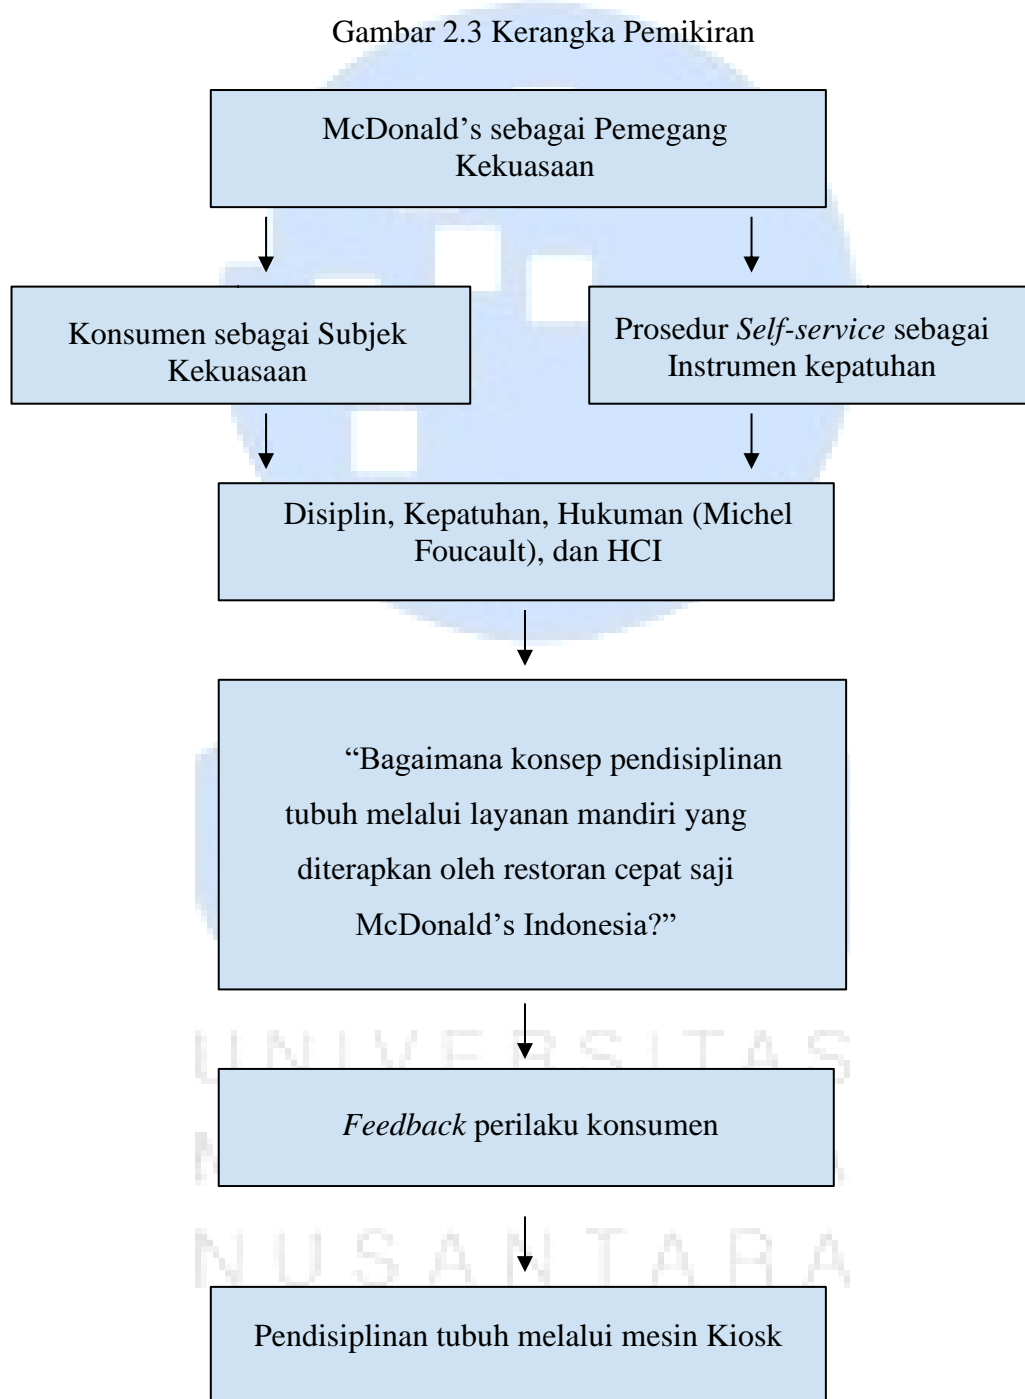 Gambar 2.3 Kerangka Pemikiran
McDonald’s sebagai Pemegang
Kekuasaan
Konsumen sebagai Subjek
Kekuasaan
Prosedur Self-service sebagai
Instrumen kepatuhan
Disiplin, Kepatuhan, Hukuman (Michel
Foucault), dan HCI
“Bagaimana konsep pendisiplinan
tubuh melalui layanan mandiri yang
diterapkan oleh restoran cepat saji
McDonald’s Indonesia?”
UNIVERSITAS
Feedback perilaku konsumen
NUSANTARA
Pendisiplinan tubuh melalui mesin Kiosk